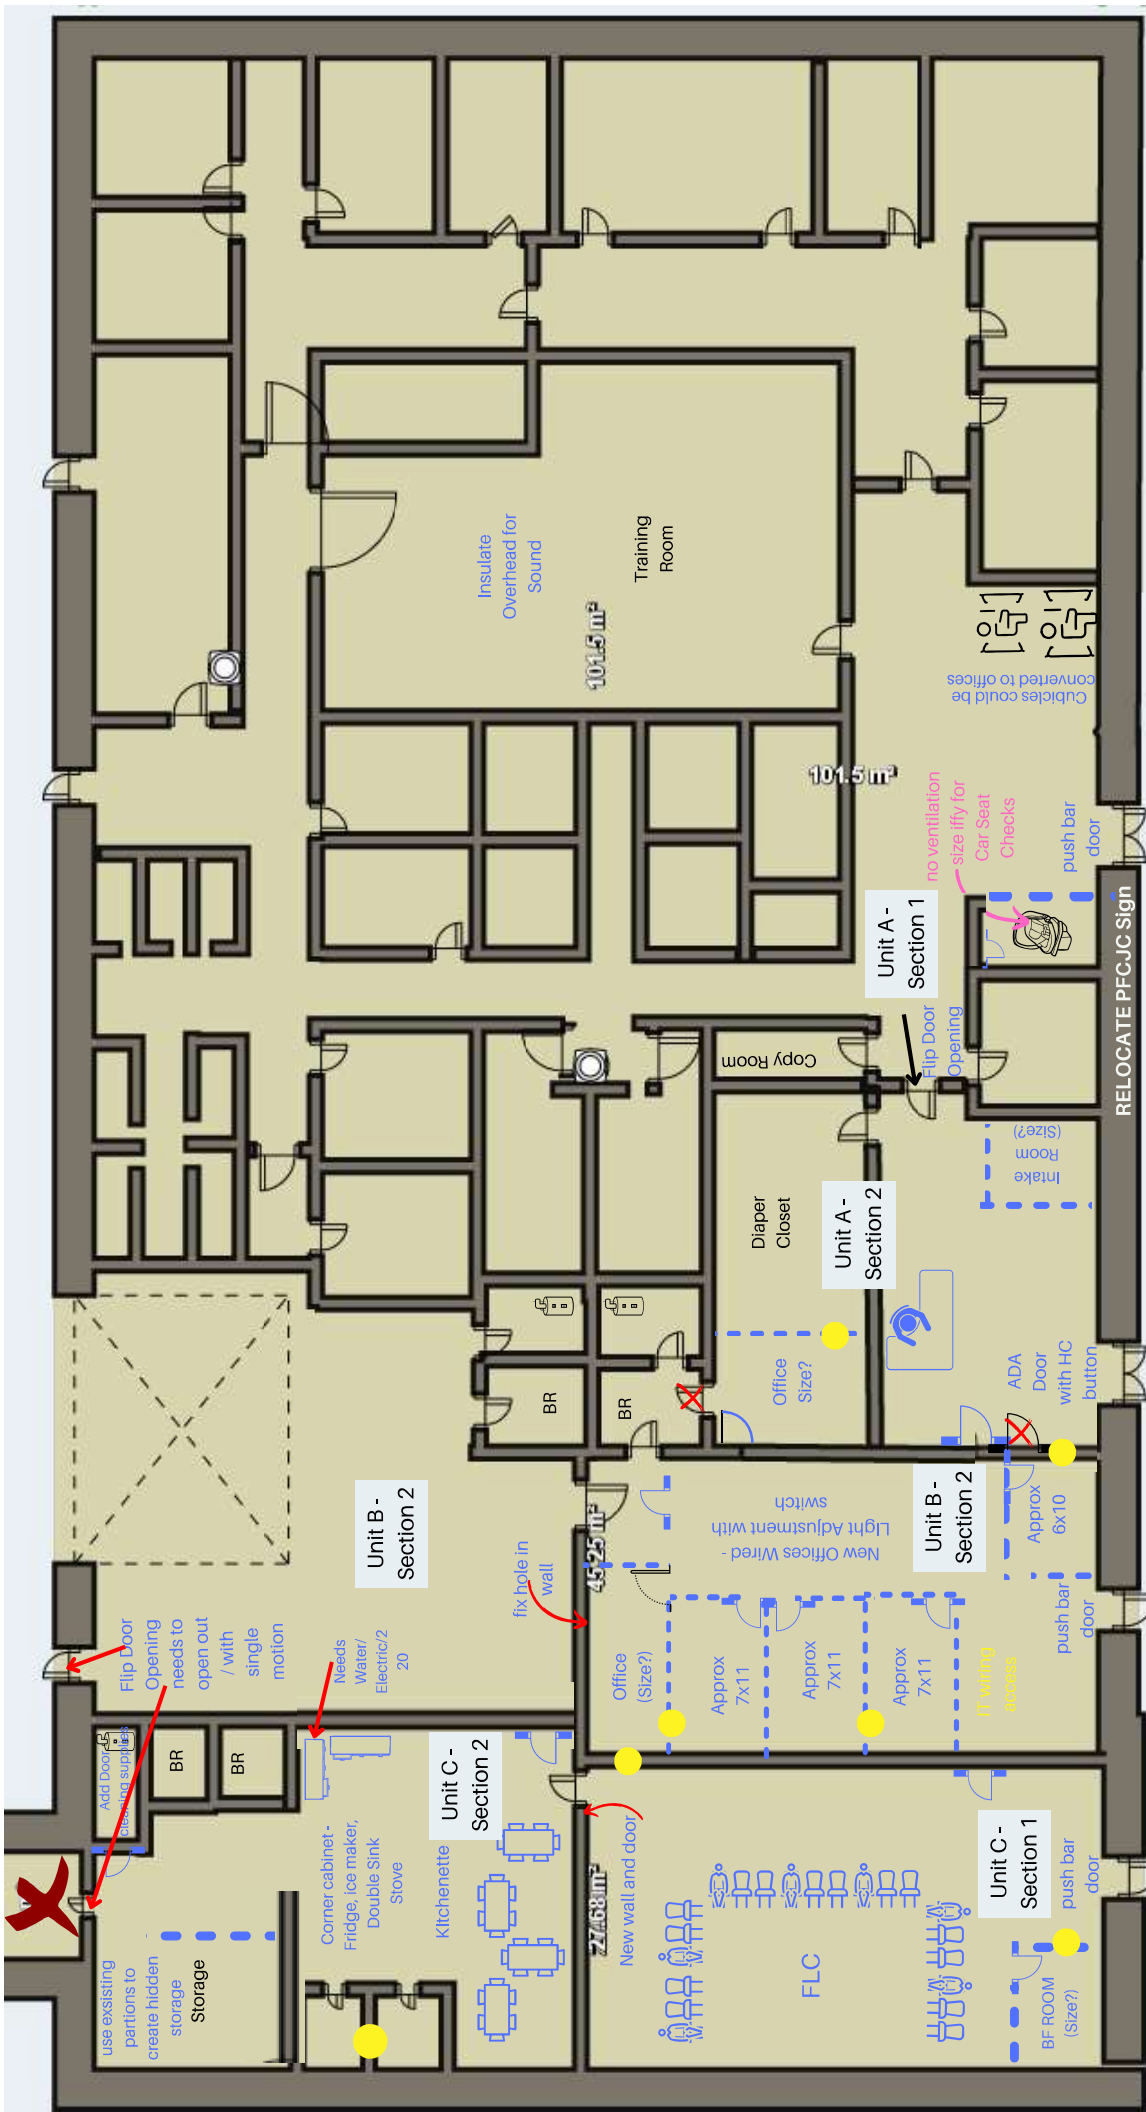 Insulate
Overhead for
Sound
Training
Room
101.5 m²
Cubicles could be
converted to offices
101.5 m²
no ventilation
size iffy for
Car Seat
Checks
push bar
door
Unit A -
Section 1
RELOCATE PFCJC Sign
Flip Door
Opening
Copy Room
Intake
Room
(Size?)
Diaper
Closet
Unit A -
Section 2
Office
Size?
ADA
Door
with HC
button
BR
BR
Unit B -
Section 2
New Offices Wired -
Light Adjustment with
switch
Unit B -
Section 2
Approx
6x10
45.25 m²
fix hole in
wall
push bar
door
Flip Door
Opening
needs to
open out
/ with
single
motion
Needs
Water/
Electric/2
20
Office
(Size?)
Approx
7x11
Approx
7x11
Approx
7x11
IT wiring
access
Add Door
cleaning supplies
BR
BR
Unit C -
Section 2
Corner cabinet -
Fridge, ice maker,
Double Sink
Stove
KItchenette
New wall and door
27.68 m²
Unit C -
Section 1
push bar
door
use exsisting
partions to
create hidden
storage
Storage
FLC
BF ROOM
(Size?)